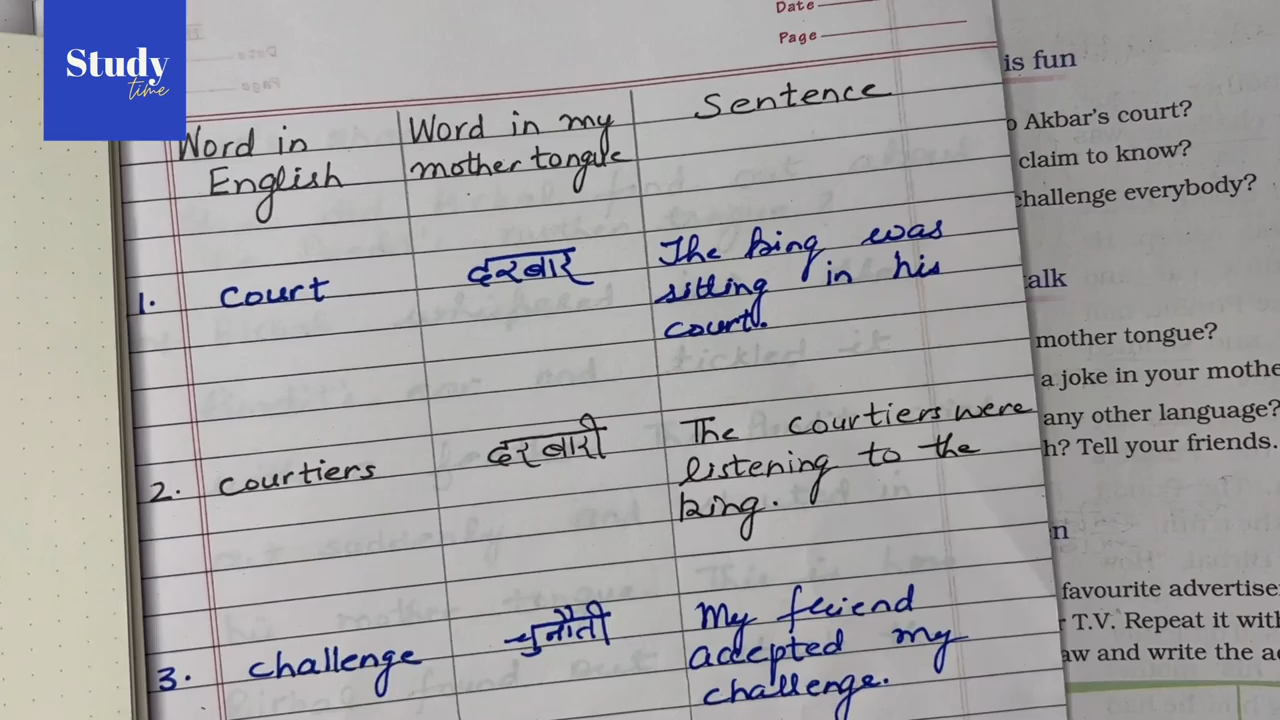 Study
time
Date
Page
Word in English
Word in my mother tongue
Sentence
1. court
दरबार
The king was
sitting in his
court.
2. courtiers
दरबारी
The courtiers were
listening to the
king.
3. challenge
चुनौती
My friend
accepted my
challenge.
is fun
Akbar's court?
claim to know?
challenge everybody?
alk
mother tongue?
a joke in your mothe
any other language?
h? Tell your friends.
n
favourite advertise
T.V. Repeat it with
aw and write the a